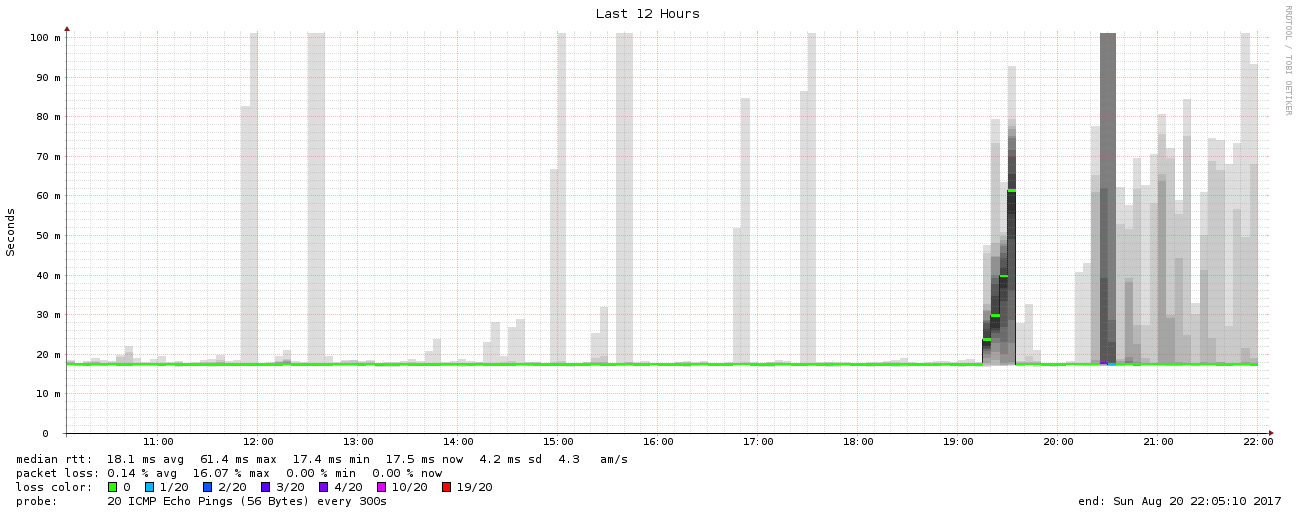 Last 12 Hours
RRDTOOL / TOBI OETIKER
Seconds
100 m
90 m
80 m
70 m
60 m
50 m
40 m
30 m
20 m
10 m
0
11:00 12:00 13:00 14:00 15:00 16:00 17:00 18:00 19:00 20:00 21:00 22:00
median rtt: 18.1 ms avg 61.4 ms max 17.4 ms min 17.5 ms now 4.2 ms sd 4.3 am/s
packet loss: 0.14 % avg 16.07 % max 0.00 % min 0.00 % now
loss color: 0 1/20 2/20 3/20 4/20 10/20 19/20
probe: 20 ICMP Echo Pings (56 Bytes) every 300s end: Sun Aug 20 22:05:10 2017